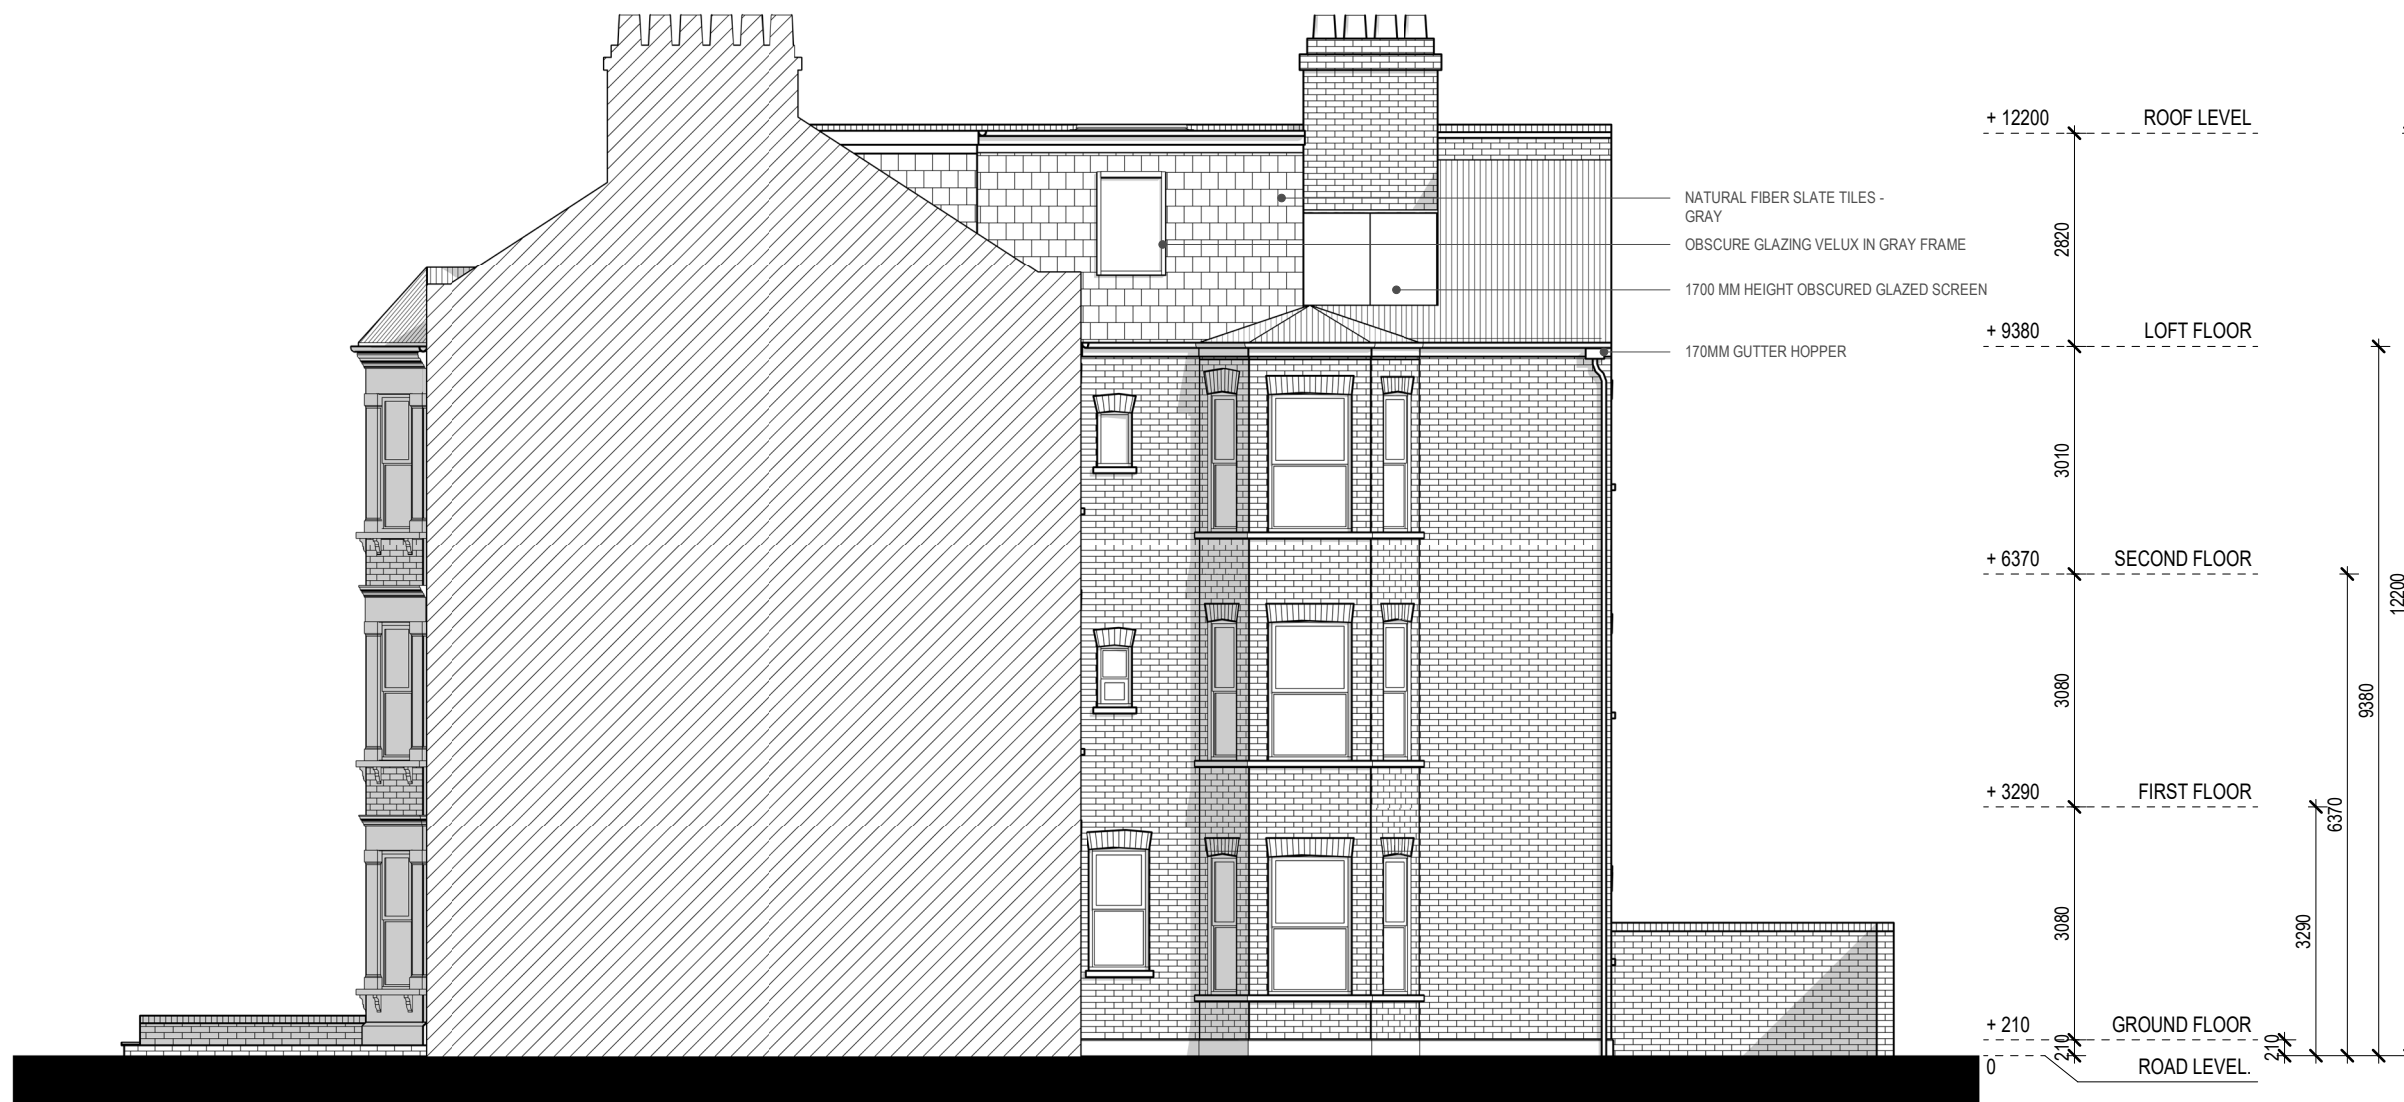 + 12200 ROOF LEVEL
NATURAL FIBER SLATE TILES -
GRAY
2820
OBSCURE GLAZING VELUX IN GRAY FRAME
1700 MM HEIGHT OBSCURED GLAZED SCREEN
+ 9380 LOFT FLOOR
170MM GUTTER HOPPER
3010
+ 6370 SECOND FLOOR
12200
3080
9380
+ 3290 FIRST FLOOR
6370
3080
3290
+ 210 GROUND FLOOR
210
210
0 ROAD LEVEL.